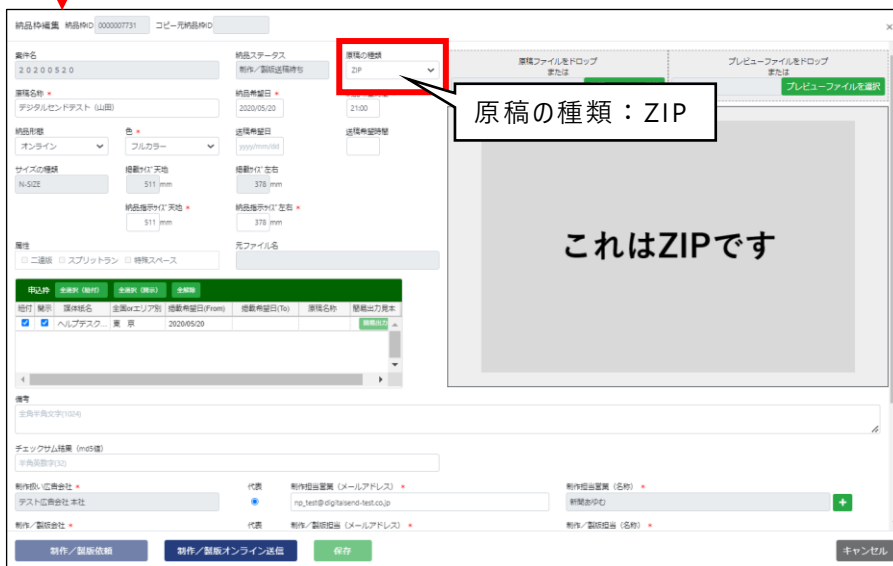 納品枠編集 納品枠ID 0000007731 コピー元納品枠ID
×
案件名 納品ステータス 原稿の種類
20200520 制作/製版送稿待ち ZIP
原稿ファイルをドロップ
または
プレビューファイルをドロップ
または
プレビューファイルを選択
原稿の種類:ZIP
原稿名称 * 納品希望日 *
デジタルセンドテスト(山田) 2020/05/20 21:00
納品形態 色 * 送稿希望日 送稿希望時間
オンライン フルカラー yyyy/mm/dd
サイズの種類 掲載サイズ 天地 掲載サイズ 左右
N-SIZE 511 mm 378 mm
納品指示サイズ 天地 * 納品指示サイズ 左右 *
511 mm 378 mm
属性 元ファイル名
二連版 スプリットラン 特殊スペース
これはZIPです
申込枠 全選択(紐付) 全選択(開示) 全解除
紐付 開示 媒体紙名 全国orエリア別 掲載希望日(From) 掲載希望日(To) 原稿名称 簡易出力見本
ヘルプデスク... 東 京 2020/05/20 簡易出力
備考
全角半角文字(1024)
チェックサム結果(md5値)
半角英数字(32)
制作扱い広告会社 * 代表 制作担当営業(メールアドレス) * 制作担当営業(名称) *
テスト広告会社 本社 np_test@digitalsend-test.co.jp 新聞あゆむ +
制作/製版会社 * 代表 制作/製版担当(メールアドレス) * 制作/製版担当(名称) *
制作/製版依頼 制作/製版オンライン送信 保存 キャンセル